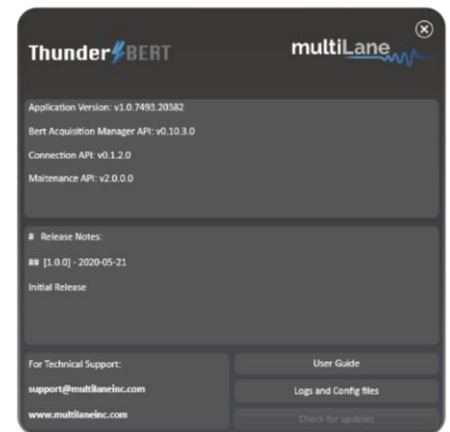 Thunder BERT
multiLane
Application Version: v1.0.7493.20382
Bert Acquisition Manager API: v0.10.3.0
Connection API: v0.1.2.0
Maitenance API: v2.0.0.0
# Release Notes:
## [1.0.0] - 2020-05-21
Initial Release
For Technical Support:
support@multilaneinc.com
www.multilaneinc.com
User Guide
Logs and Config files
Check for updates